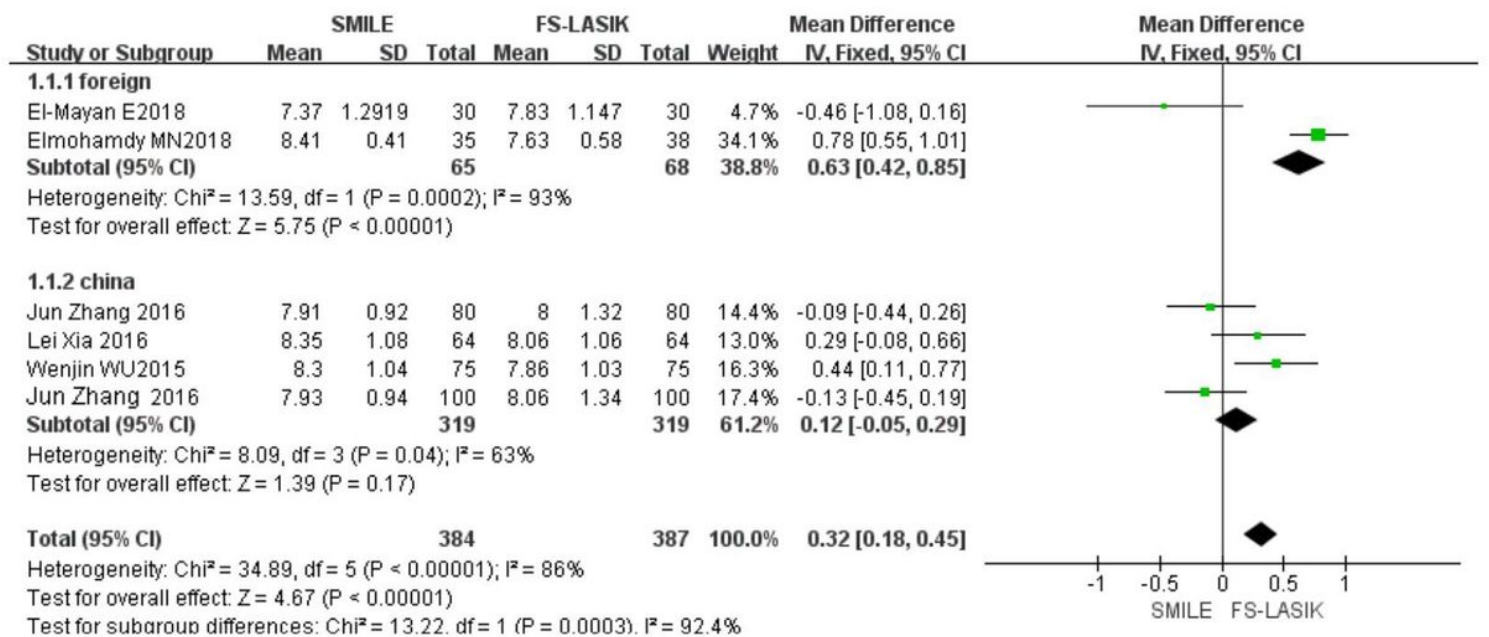 SMILE FS-LASIK Mean Difference Mean Difference
Study or Subgroup Mean SD Total Mean SD Total Weight IV, Fixed, 95% CI IV, Fixed, 95% CI
1.1.1 foreign
El-Mayan E2018 7.37 1.2919 30 7.83 1.147 30 4.7% -0.46 [-1.08, 0.16]
Elmohamdy MN2018 8.41 0.41 35 7.63 0.58 38 34.1% 0.78 [0.55, 1.01]
Subtotal (95% CI) 65 68 38.8% 0.63 [0.42, 0.85]
Heterogeneity: Chi² = 13.59, df = 1 (P = 0.0002); I² = 93%
Test for overall effect: Z = 5.75 (P < 0.00001)
1.1.2 china
Jun Zhang 2016 7.91 0.92 80 8 1.32 80 14.4% -0.09 [-0.44, 0.26]
Lei Xia 2016 8.35 1.08 64 8.06 1.06 64 13.0% 0.29 [-0.08, 0.66]
Wenjin WU2015 8.3 1.04 75 7.86 1.03 75 16.3% 0.44 [0.11, 0.77]
Jun Zhang 2016 7.93 0.94 100 8.06 1.34 100 17.4% -0.13 [-0.45, 0.19]
Subtotal (95% CI) 319 319 61.2% 0.12 [-0.05, 0.29]
Heterogeneity: Chi² = 8.09, df = 3 (P = 0.04); I² = 63%
Test for overall effect: Z = 1.39 (P = 0.17)
Total (95% CI) 384 387 100.0% 0.32 [0.18, 0.45]
Heterogeneity: Chi² = 34.89, df = 5 (P < 0.00001); I² = 86%
Test for overall effect: Z = 4.67 (P < 0.00001)
Test for subgroup differences: Chi² = 13.22, df = 1 (P = 0.0003), I² = 92.4%
-1 -0.5 0 0.5 1
SMILE FS-LASIK